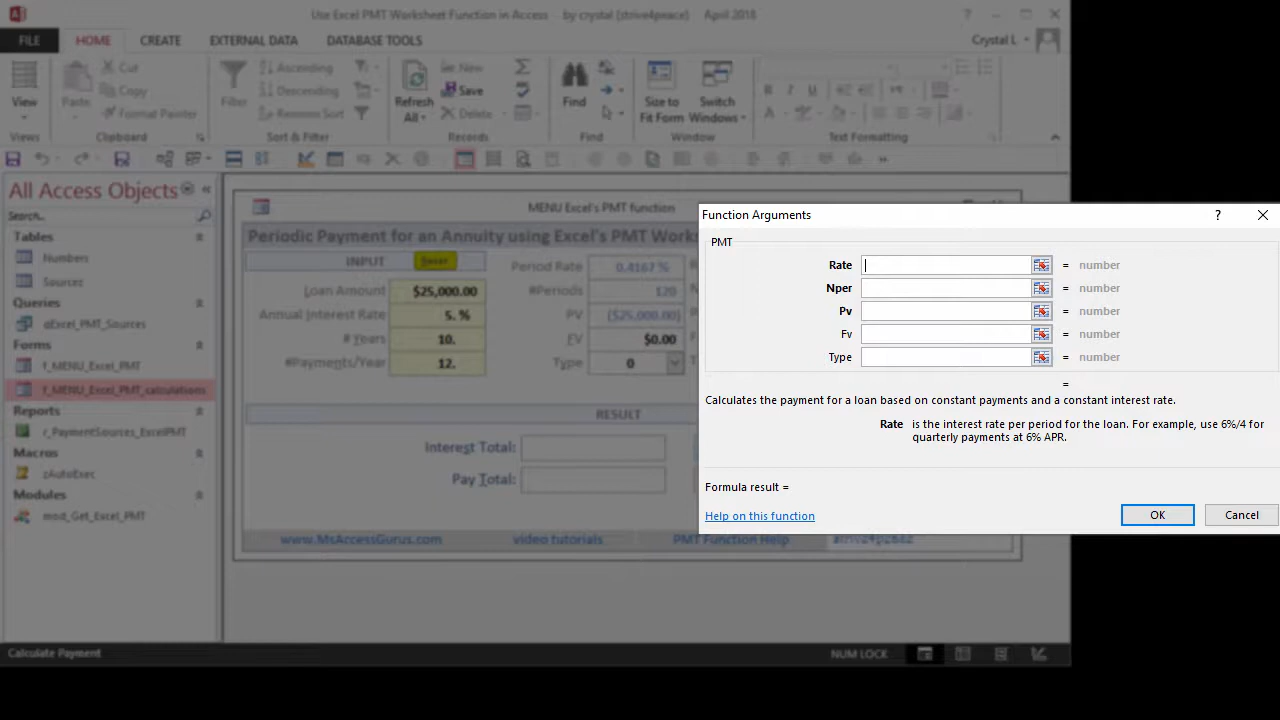 Use Excel PMT Worksheet Function in Access - by crystal (strive4peace) April 2018
FILE HOME CREATE EXTERNAL DATA DATABASE TOOLS Crystal L
View Paste Cut Copy Format Painter
Filter Ascending Descending Remove Sort
Refresh All New Save Delete
Find Size to Fit Form Switch Windows
B I U
Views Clipboard Sort & Filter Records Find Window Text Formatting
All Access Objects
Search...
Tables
Numbers
Sources
Queries
qExcel_PMT_Sources
Forms
f_MENU_Excel_PMT
f_MENU_Excel_PMT_calculations
Reports
r_PaymentSources_ExcelPMT
Macros
zAutoExec
Modules
mod_Get_Excel_PMT
MENU Excel's PMT function
Periodic Payment for an Annuity using Excel's PMT Works
INPUT
Loan Amount $25,000.00
Annual Interest Rate 5. %
# Years 10.
#Payments/Year 12.
Period Rate 0.4167 %
#Periods 120
PV ($25,000.00)
FV $0.00
Type 0
RESULT
Interest Total:
Pay Total:
www.MsAccessGurus.com video tutorials PMT Function Help strive4peace
Function Arguments ?
PMT
Rate = number
Nper = number
Pv = number
Fv = number
Type = number
=
Calculates the payment for a loan based on constant payments and a constant interest rate.
Rate is the interest rate per period for the loan. For example, use 6%/4 for
quarterly payments at 6% APR.
Formula result =
Help on this function OK Cancel
Calculate Payment NUM LOCK